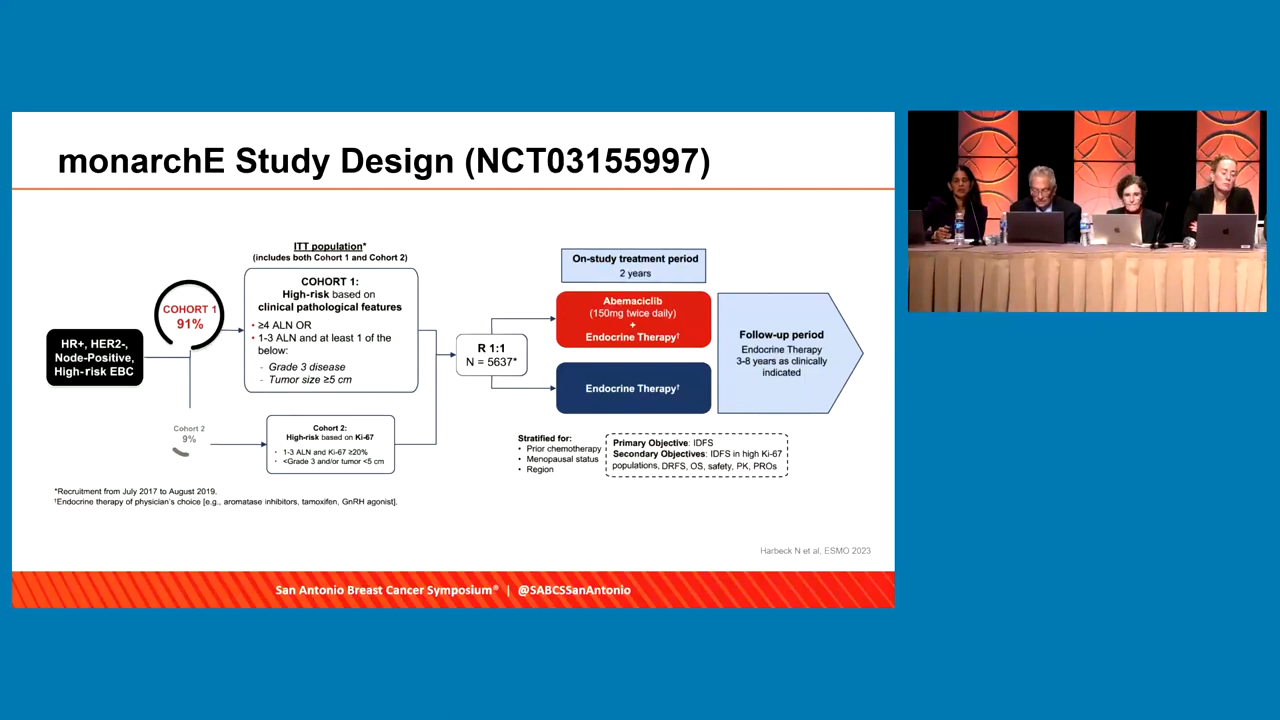 monarchE Study Design (NCT03155997)
ITT population*
(includes both Cohort 1 and Cohort 2)
HR+, HER2-,
Node-Positive,
High-risk EBC
COHORT 1
91%
COHORT 1:
High-risk based on
clinical pathological features
• ≥4 ALN OR
• 1-3 ALN and at least 1 of the
below:
- Grade 3 disease
- Tumor size ≥5 cm
Cohort 2
9%
Cohort 2:
High-risk based on Ki-67
• 1-3 ALN and Ki-67 ≥20%
• <Grade 3 and/or tumor <5 cm
R 1:1
N = 5637*
On-study treatment period
2 years
Abemaciclib
(150mg twice daily)
+
Endocrine Therapy†
Endocrine Therapy†
Follow-up period
Endocrine Therapy
3-8 years as clinically
indicated
Stratified for:
• Prior chemotherapy
• Menopausal status
• Region
Primary Objective: IDFS
Secondary Objectives: IDFS in high Ki-67
populations, DRFS, OS, safety, PK, PROs
*Recruitment from July 2017 to August 2019.
†Endocrine therapy of physician's choice [e.g., aromatase inhibitors, tamoxifen, GnRH agonist].
Harbeck N et al, ESMO 2023
San Antonio Breast Cancer Symposium® | @SABCSSanAntonio